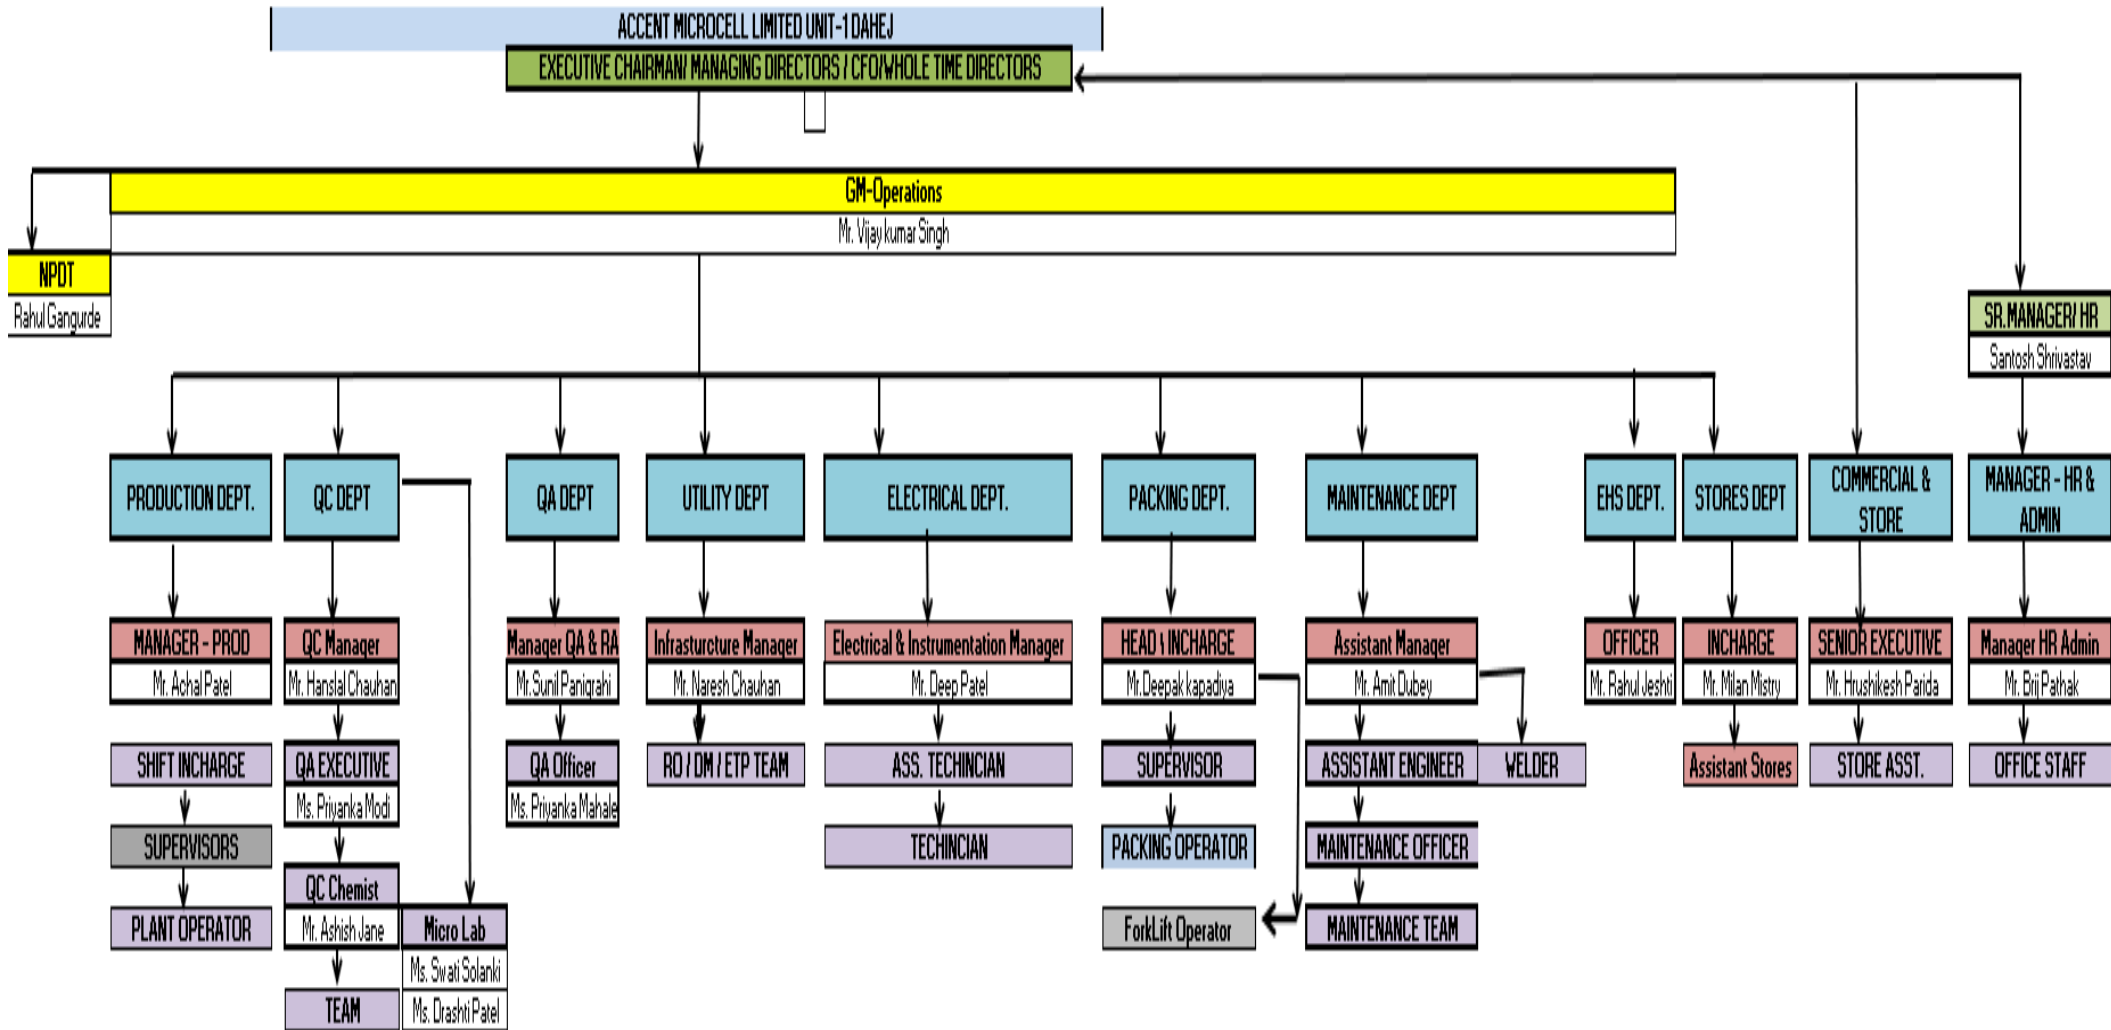 ACCENT MICROCELL LIMITED UNIT-1 DAHEJ
EXECUTIVE CHAIRMAN/ MANAGING DIRECTORS / CFO/WHOLE TIME DIRECTORS
GM-Operations
Mr. Vijay kumar Singh
NPDT
Rahul Gangurde
SR.MANAGER/ HR
Santosh Shrivastav
PRODUCTION DEPT.
QC DEPT
QA DEPT
UTILITY DEPT
ELECTRICAL DEPT.
PACKING DEPT.
MAINTENANCE DEPT
EHS DEPT.
STORES DEPT
COMMERCIAL &
STORE
MANAGER - HR &
ADMIN
MANAGER - PROD
QC Manager
Manager QA & RA
Infrasturcture Manager
Electrical & Instrumentation Manager
HEAD \ INCHARGE
Assistant Manager
OFFICER
INCHARGE
SENIOR EXECUTIVE
Manager HR Admin
Mr. Achal Patel
Mr. Hanslal Chauhan
Mr.Sunil Panigrahi
Mr. Naresh Chauhan
Mr. Deep Patel
Mr.Deepak kapadiya
Mr. Amit Dubey
Mr. Rahul Jeshti
Mr. Milan Mistry
Mr. Hrushikesh Parida
Mr. Brij Pathak
SHIFT INCHARGE
QA EXECUTIVE
QA Officer
RO / DM / ETP TEAM
ASS. TECHINCIAN
SUPERVISOR
ASSISTANT ENGINEER
WELDER
Assistant Stores
STORE ASST.
OFFICE STAFF
Ms. Priyanka Modi
Ms. Priyanka Mahale
SUPERVISORS
TECHINCIAN
PACKING OPERATOR
MAINTENANCE OFFICER
QC Chemist
PLANT OPERATOR
Mr. Ashish Jane
Micro Lab
ForkLift Operator
MAINTENANCE TEAM
Ms. Swati Solanki
TEAM
Ms. Drashti Patel